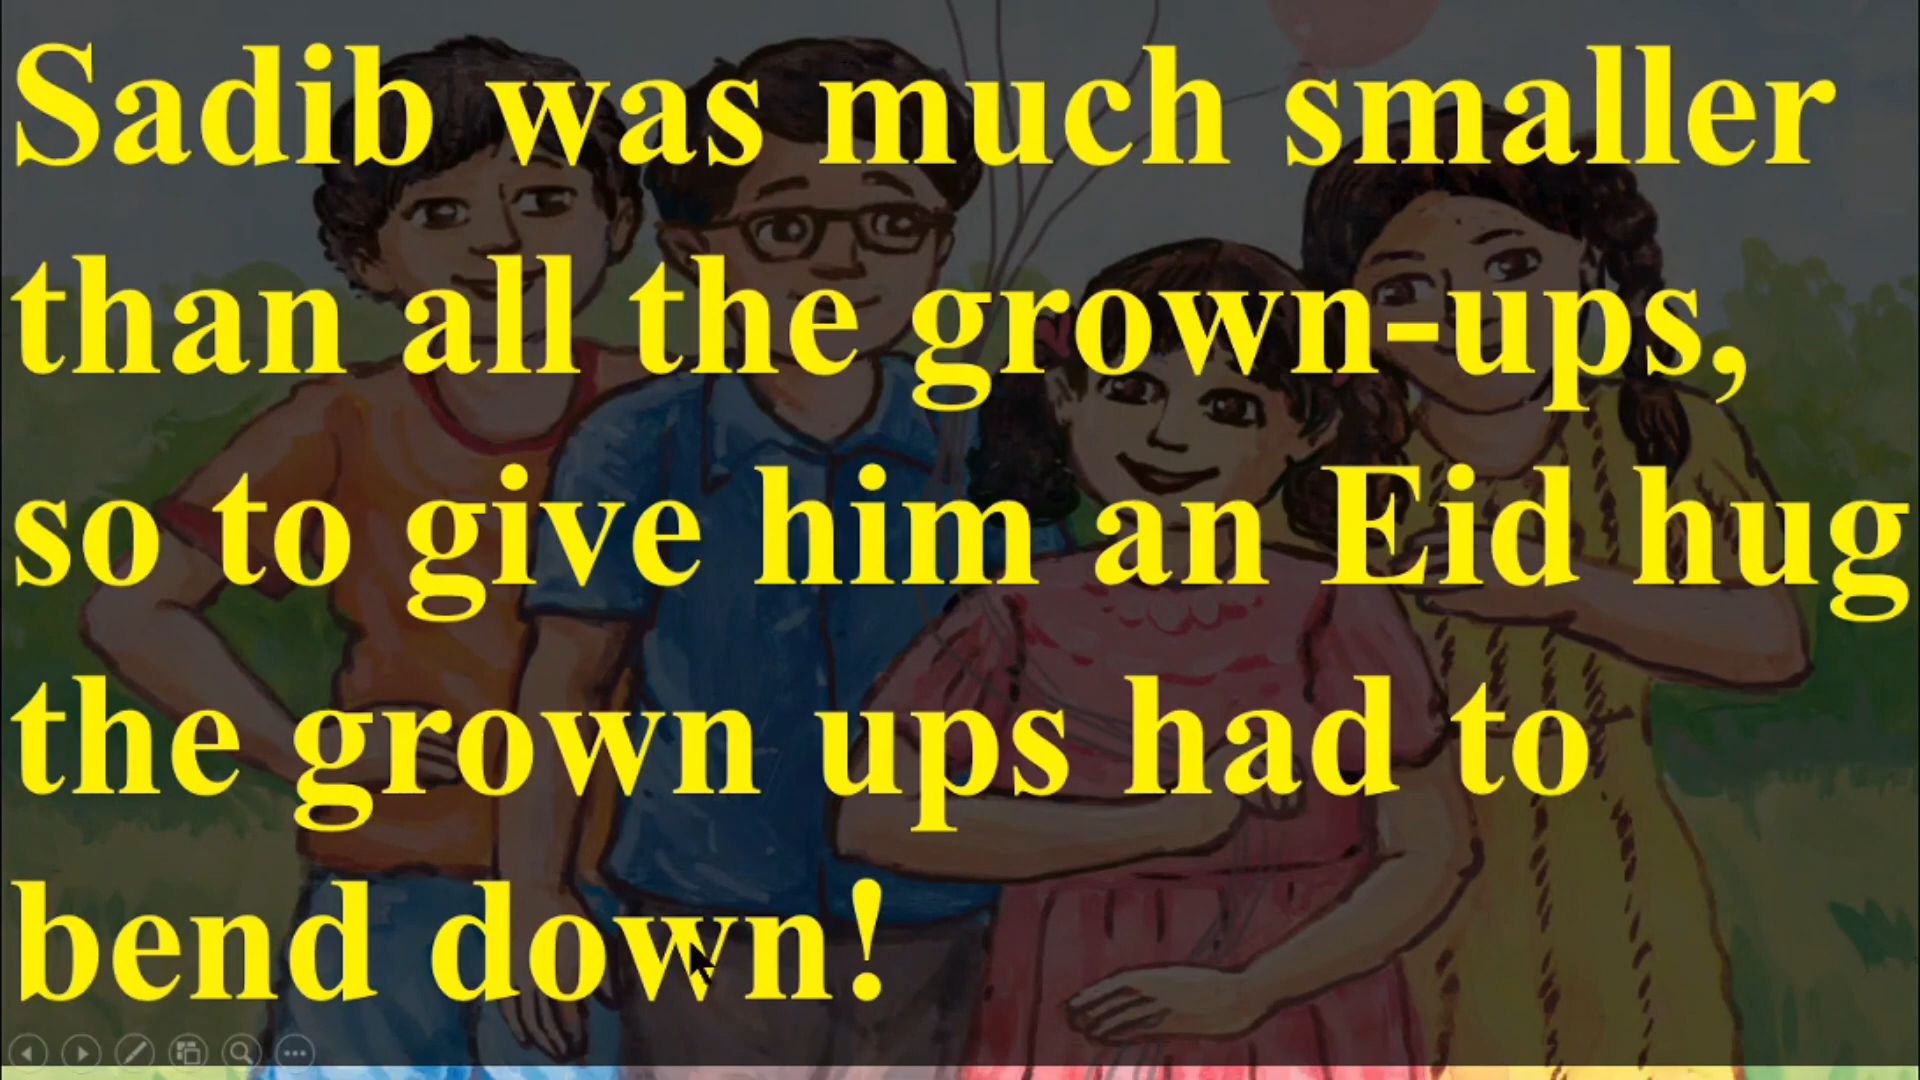 Sadib was much smaller
than all the grown-ups,
so to give him an Eid hug
the grown ups had to
bend down!